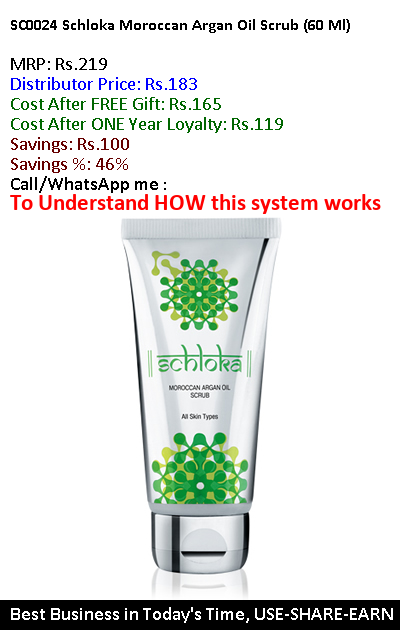 SC0024 Schloka Moroccan Argan Oil Scrub (60 Ml)
MRP: Rs.219
Distributor Price: Rs.183
Cost After FREE Gift: Rs.165
Cost After ONE Year Loyalty: Rs.119
Savings: Rs.100
Savings %: 46%
Call/WhatsApp me :
To Understand HOW this system works
|| schloka ||
MOROCCAN ARGAN OIL
SCRUB
All Skin Types
Best Business in Today's Time, USE-SHARE-EARN